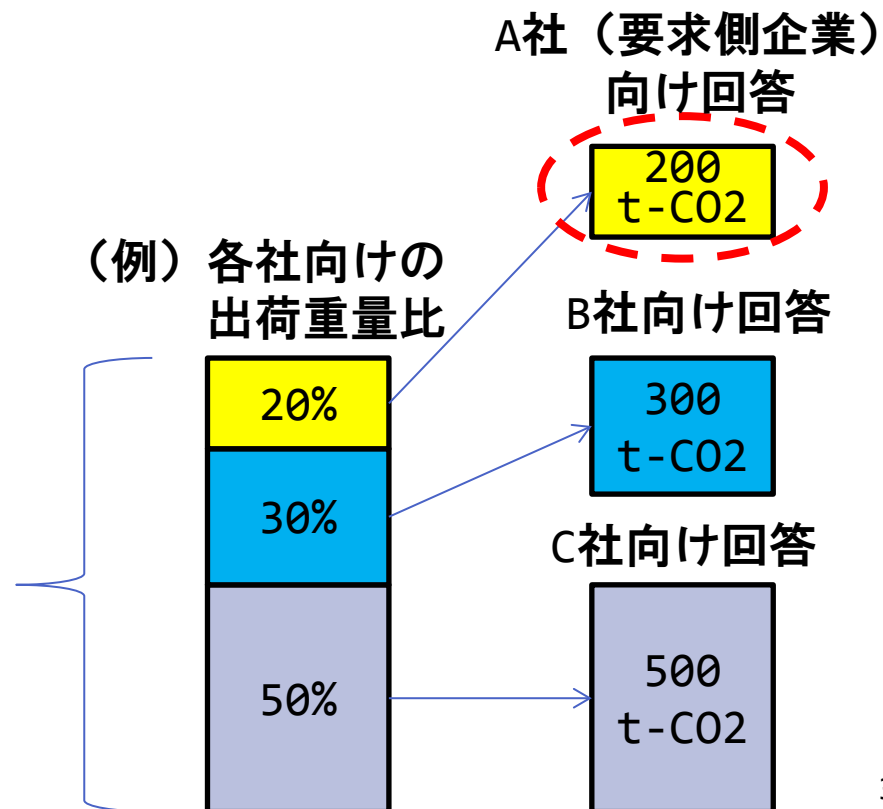 A社（要求側企業）
向け回答
200
t-CO2
（例）各社向けの
出荷重量比
B社向け回答
20%
300
t-CO2
30%
C社向け回答
50%
500
t-CO2